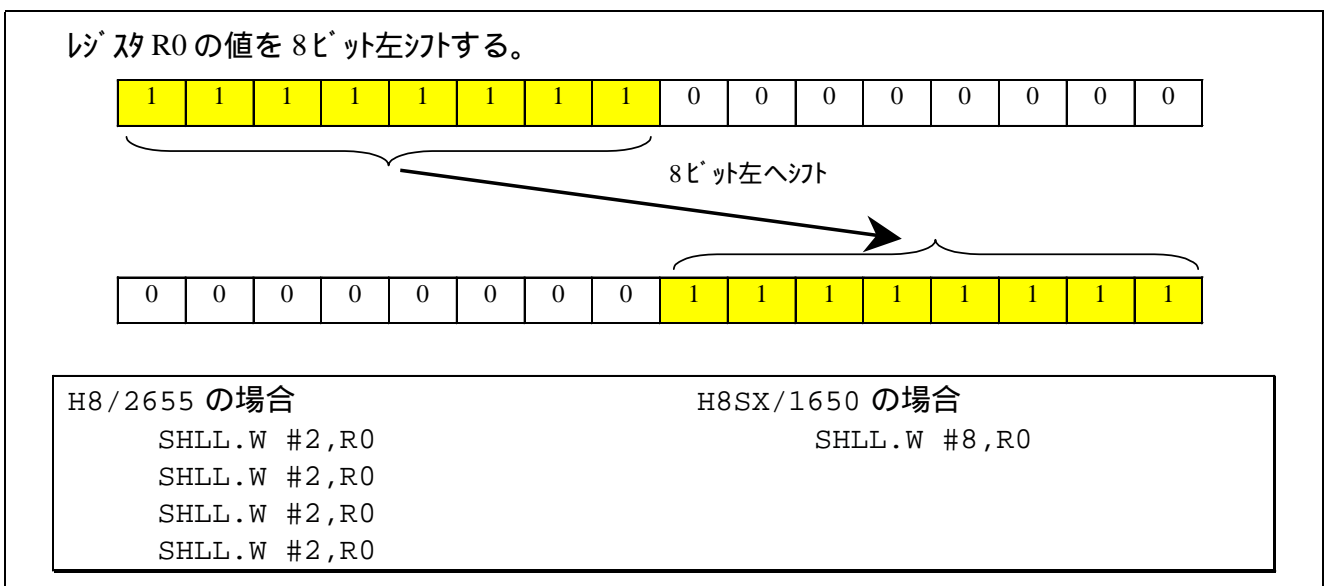 ﾚｼﾞｽﾀ R0 の値を 8 ﾋﾞｯﾄ左ｼﾌﾄする。
1 1 1 1 1 1 1 1 0 0 0 0 0 0 0 0
8 ﾋﾞｯﾄ左へｼﾌﾄ
0 0 0 0 0 0 0 0 1 1 1 1 1 1 1 1
H8/2655 の場合 H8SX/1650 の場合
SHLL.W #2,R0 SHLL.W #8,R0
SHLL.W #2,R0
SHLL.W #2,R0
SHLL.W #2,R0